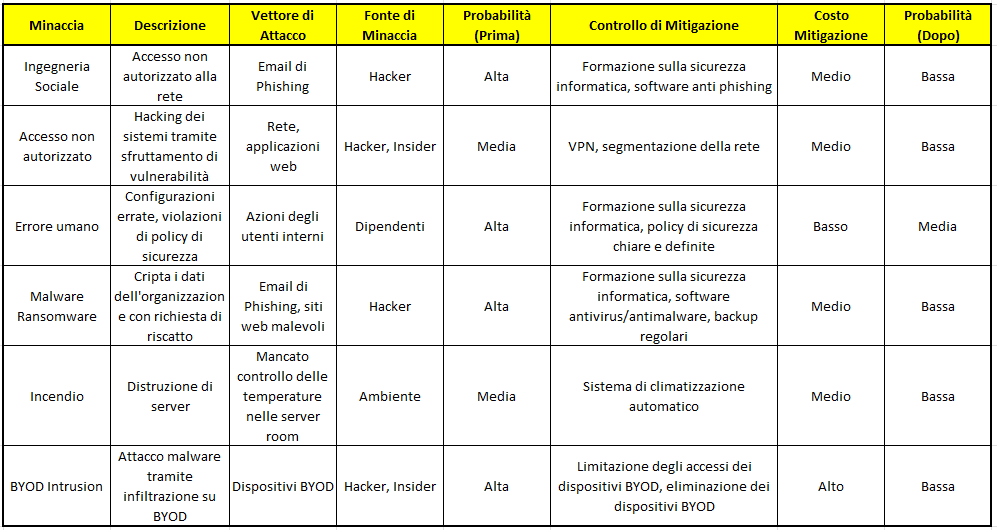 Minaccia
Descrizione
Vettore di
Attacco
Fonte di
Minaccia
Probabilità
(Prima)
Controllo di Mitigazione
Costo
Mitigazione
Probabilità
(Dopo)
Ingegneria
Sociale
Accesso non
autorizzato alla
rete
Email di
Phishing
Hacker
Alta
Formazione sulla sicurezza
informatica, software anti phishing
Medio
Bassa
Accesso non
autorizzato
Hacking dei
sistemi tramite
sfruttamento di
vulnerabilità
Rete,
applicazioni
web
Hacker, Insider
Media
VPN, segmentazione della rete
Medio
Bassa
Errore umano
Configurazioni
errate, violazioni
di policy di
sicurezza
Azioni degli
utenti interni
Dipendenti
Alta
Formazione sulla sicurezza
informatica, policy di sicurezza
chiare e definite
Basso
Media
Malware
Ransomware
Cripta i dati
dell'organizzazion
e con richiesta di
riscatto
Email di
Phishing, siti
web malevoli
Hacker
Alta
Formazione sulla sicurezza
informatica, software
antivirus/antimalware, backup
regolari
Medio
Bassa
Incendio
Distruzione di
server
Mancato
controllo delle
temperature
nelle server
room
Ambiente
Media
Sistema di climatizzazione
automatico
Medio
Bassa
BYOD Intrusion
Attacco malware
tramite
infiltrazione su
BYOD
Dispositivi BYOD
Hacker, Insider
Alta
Limitazione degli accessi dei
dispositivi BYOD, eliminazione dei
dispositivi BYOD
Alto
Bassa